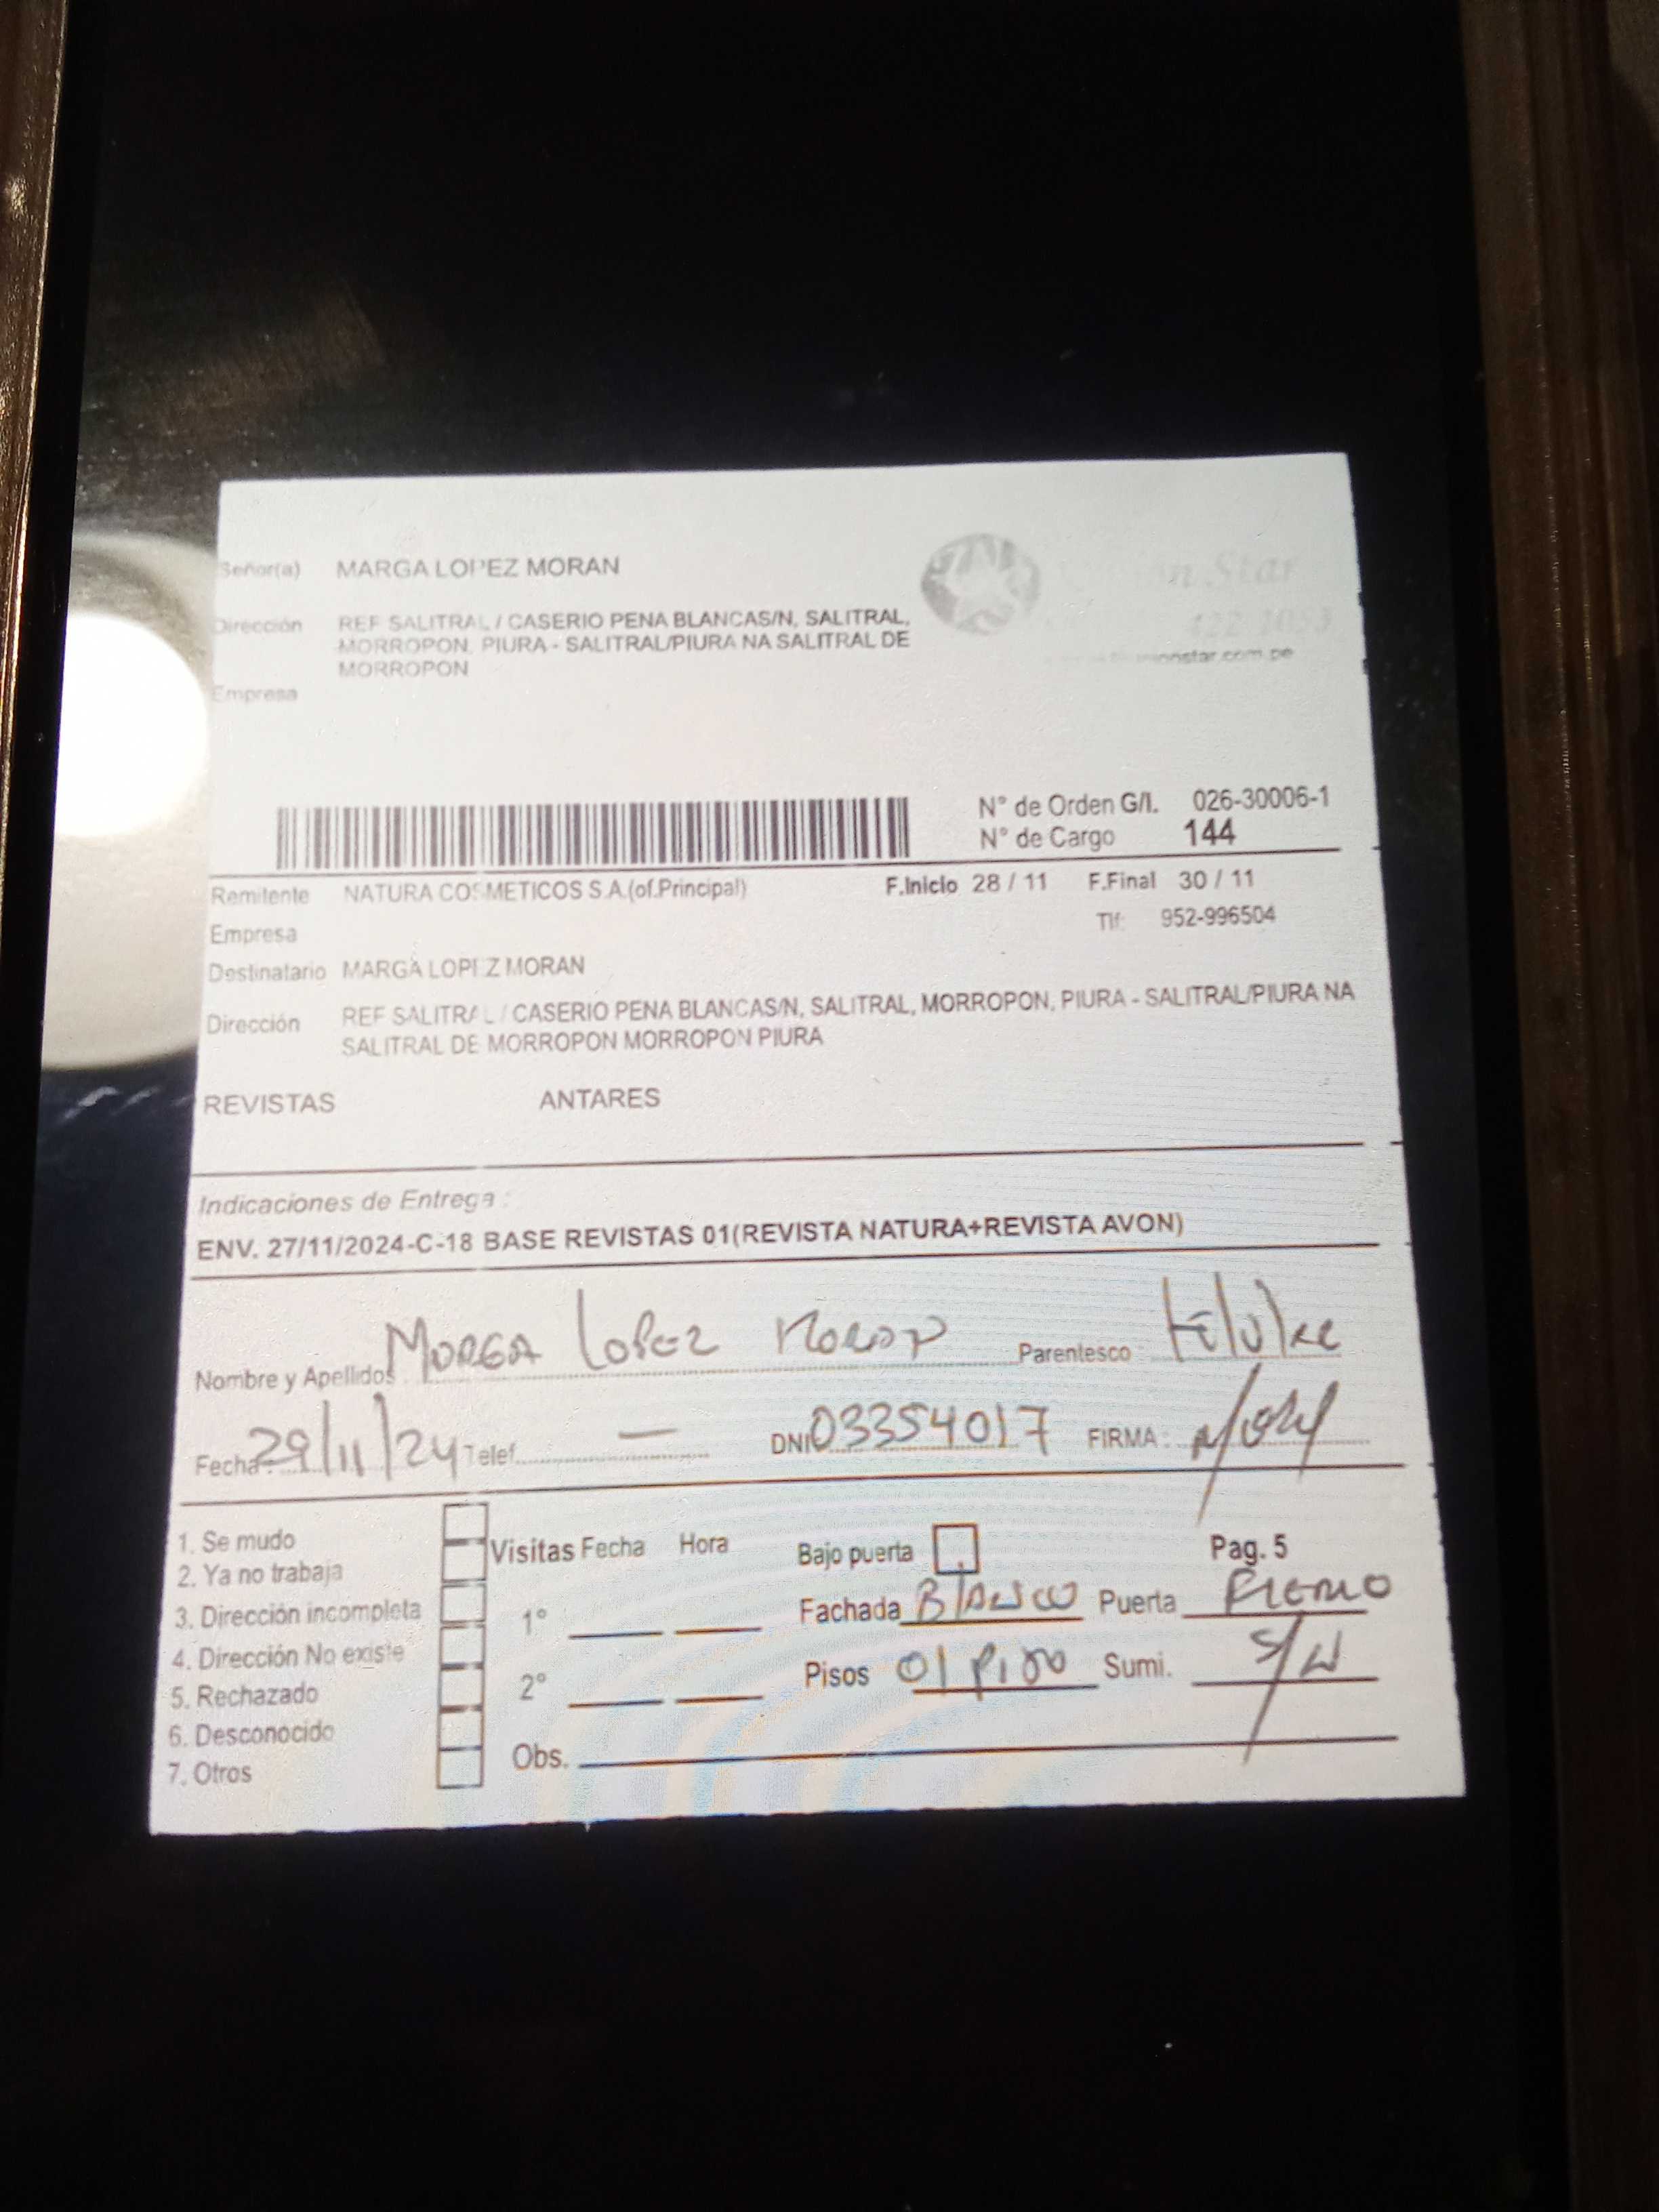 Señor(a) MARGA LOPEZ MORAN
Dirección REF SALITRAL / CASERIO PENA BLANCAS/N, SALITRAL,
MORROPON, PIURA - SALITRAL/PIURA NA SALITRAL DE
MORROPON
Empresa
Star
422 1053
N° de Orden G/I. 026-30006-1
N° de Cargo 144
Remitente NATURA COSMETICOS S.A.(of.Principal) F.Inicio 28 / 11 F.Final 30 / 11
Empresa Tlf: 952-996504
Destinatario MARGA LOPEZ MORAN
Dirección REF SALITRAL / CASERIO PENA BLANCAS/N, SALITRAL, MORROPON, PIURA - SALITRAL/PIURA NA
SALITRAL DE MORROPON MORROPON PIURA
REVISTAS ANTARES
Indicaciones de Entrega :
ENV. 27/11/2024-C-18 BASE REVISTAS 01(REVISTA NATURA+REVISTA AVON)
Nombre y Apellidos MORGA LOPEZ MORAN Parentesco
Fecha: 29/11/24 Telef. — DNI 03354017 FIRMA:
1. Se mudo
2. Ya no trabaja
3. Dirección incompleta
4. Dirección No existe
5. Rechazado
6. Desconocido
7. Otros
Visitas Fecha Hora
1°
2°
Obs.
Bajo puerta Pag. 5
Fachada BLANCO Puerta FIERRO
Pisos 01 PISO Sumi. S/N